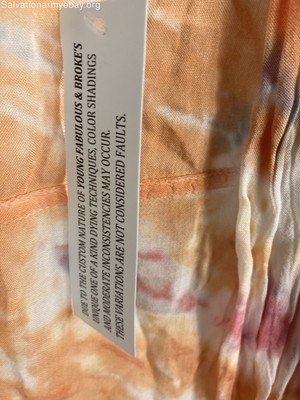 Salvationarmyebay.org
DUE TO THE CUSTOM NATURE OF YOUNG FABULOUS & BROKE'S
UNIQUE ONE OF A KIND DYING TECHNIQUES, COLOR SHADINGS
AND MODERATE INCONSISTENCIES MAY OCCUR.
THESE VARIATIONS ARE NOT CONSIDERED FAULTS.